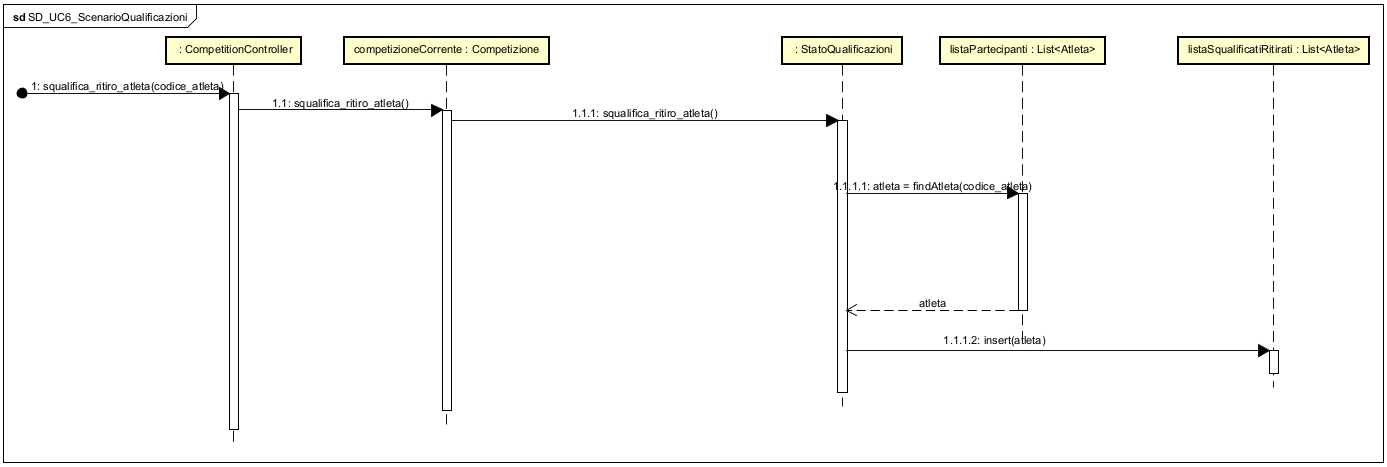 sd SD_UC6_ScenarioQualificazioni
: CompetitionController
competizioneCorrente : Competizione
: StatoQualificazioni
listaPartecipanti : List<Atleta>
listaSqualificatiRitirati : List<Atleta>
1: squalifica_ritiro_atleta(codice_atleta)
1.1: squalifica_ritiro_atleta()
1.1.1: squalifica_ritiro_atleta()
1.1.1.1: atleta = findAtleta(codice_atleta)
atleta
1.1.1.2: insert(atleta)